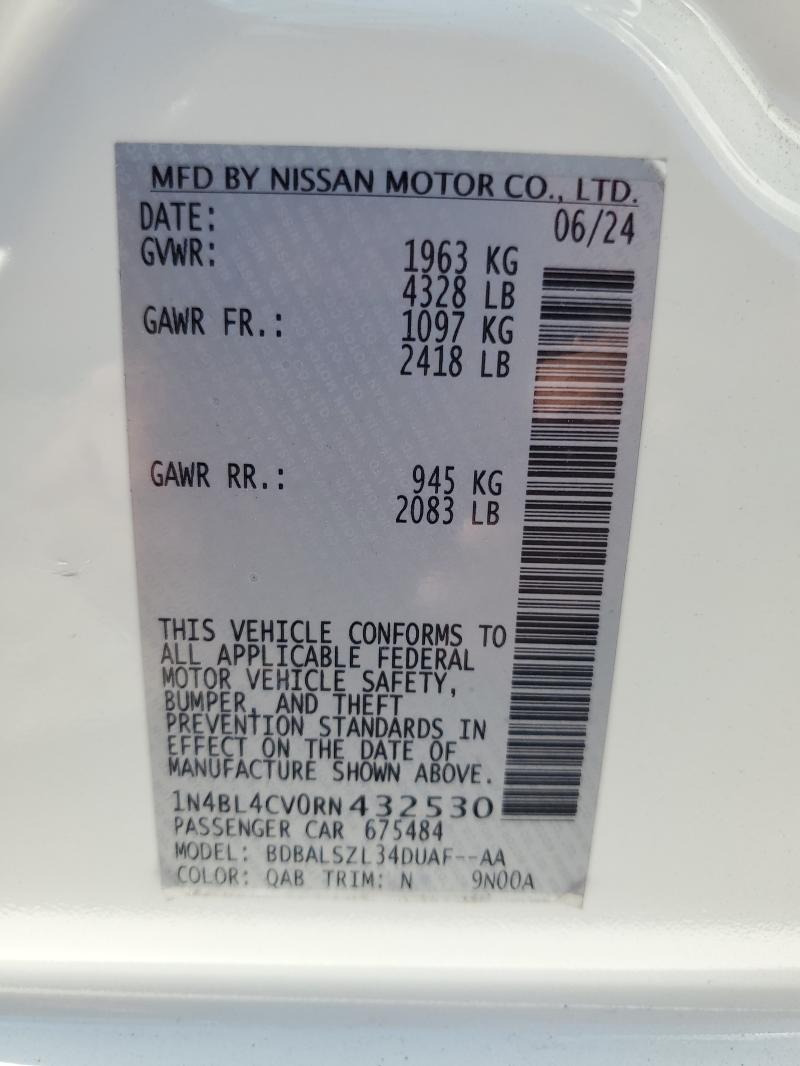 MFD BY NISSAN MOTOR CO., LTD.
DATE: 06/24
GVWR: 1963 KG
4328 LB
GAWR FR.: 1097 KG
2418 LB
GAWR RR.: 945 KG
2083 LB
THIS VEHICLE CONFORMS TO
ALL APPLICABLE FEDERAL
MOTOR VEHICLE SAFETY,
BUMPER, AND THEFT
PREVENTION STANDARDS IN
EFFECT ON THE DATE OF
MANUFACTURE SHOWN ABOVE.
1N4BL4CV0RN432530
PASSENGER CAR 675484
MODEL: BDBALSZL34DUAF--AA
COLOR: QAB TRIM: N 9N00A